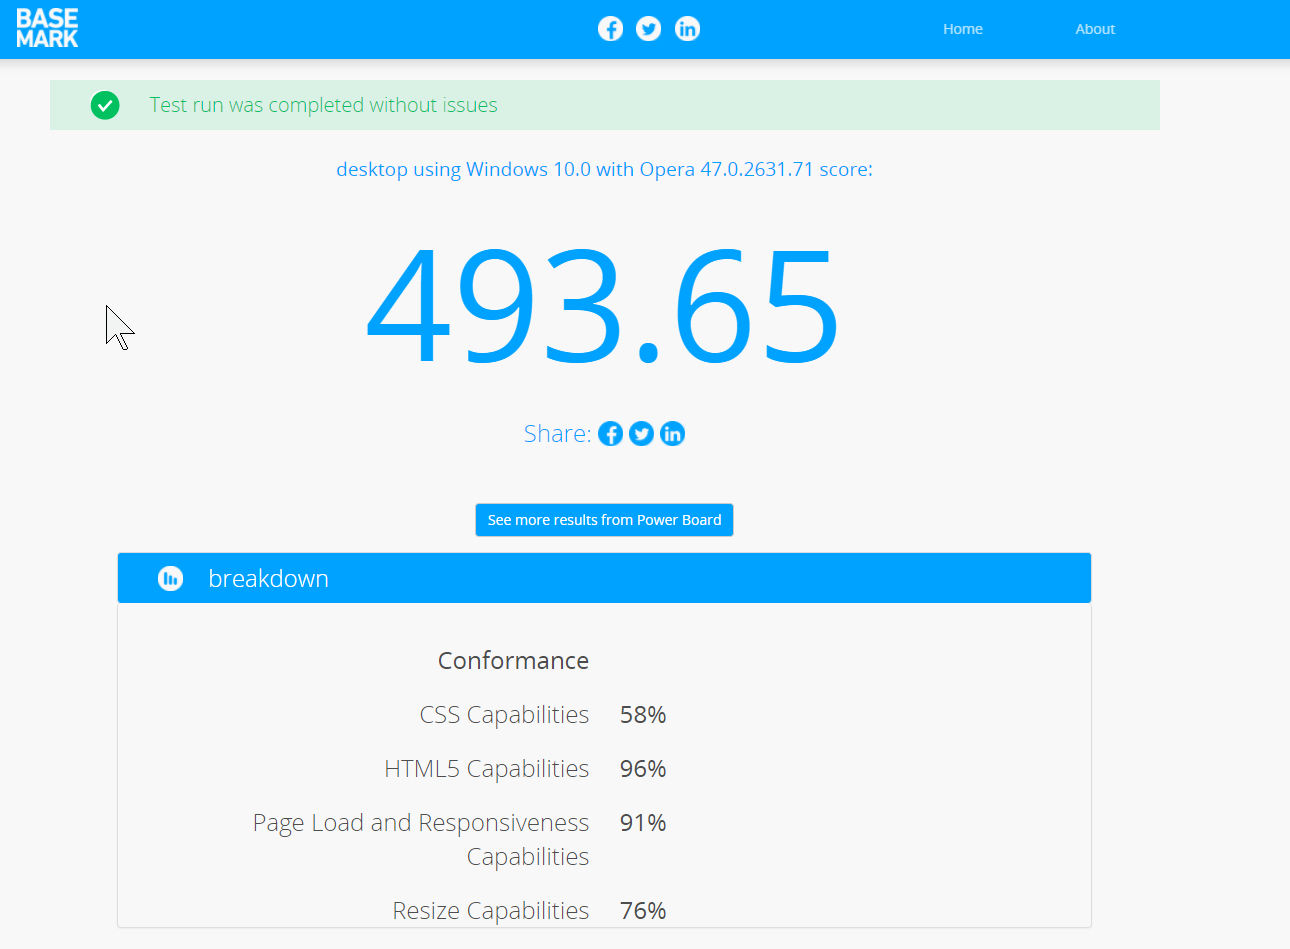 BASE
MARK
Home
About
Test run was completed without issues
desktop using Windows 10.0 with Opera 47.0.2631.71 score:
493.65
Share:
See more results from Power Board
breakdown
Conformance
CSS Capabilities 58%
HTML5 Capabilities 96%
Page Load and Responsiveness 91%
Capabilities
Resize Capabilities 76%